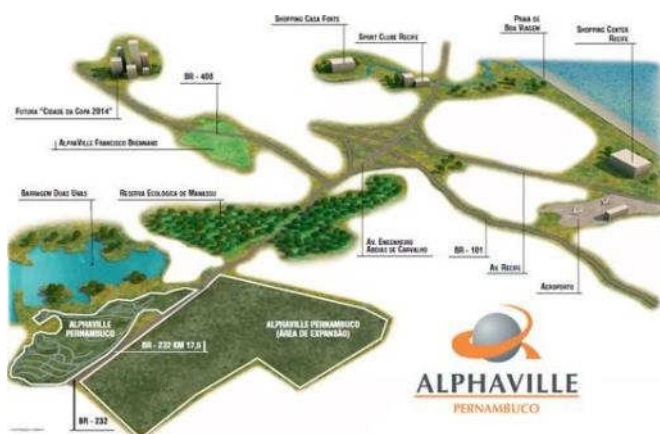 SHOPPING CASA FORTE
SPORT CLUBE RECIFE
PRAIA DE
BOA VIAGEM
SHOPPING CENTER
RECIFE
BR - 408
FUTURA "CIDADE DA COPA 2014"
ALPHAVILLE FRANCISCO BRENNAND
BARRAGEM DUAS UNAS
RESERVA ECOLÓGICA DE MANASSU
AV. ENGENHEIRO
ABDIAS DE CARVALHO
BR - 101
AV. RECIFE
AEROPORTO
ALPHAVILLE
PERNAMBUCO
ALPHAVILLE PERNAMBUCO
(ÁREA DE EXPANSÃO)
BR - 232 KM 17,5
BR - 232
ALPHAVILLE
PERNAMBUCO